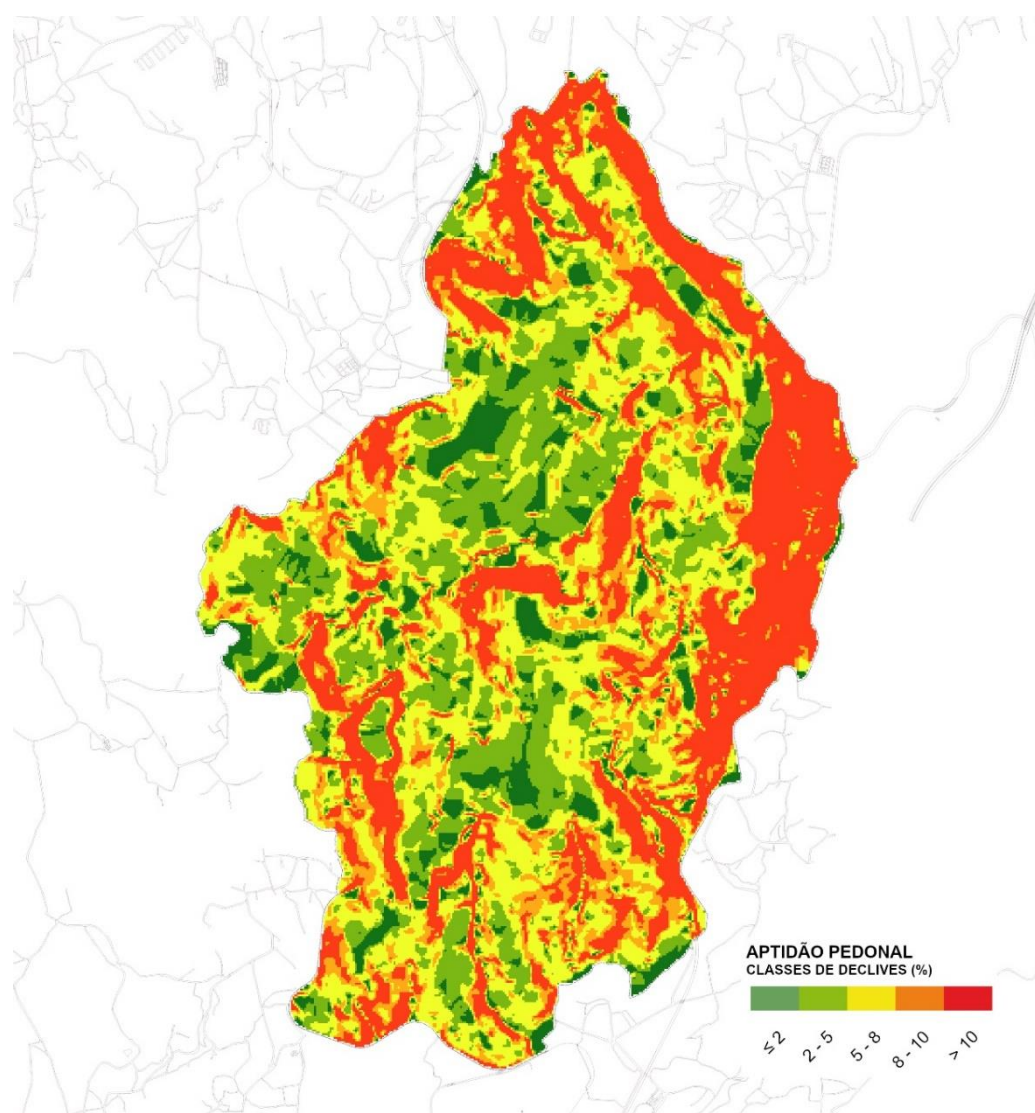 APTIDÃO PEDONAL
CLASSES DE DECLIVES (%)
≤ 2
2 - 5
5 - 8
8 - 10
> 10